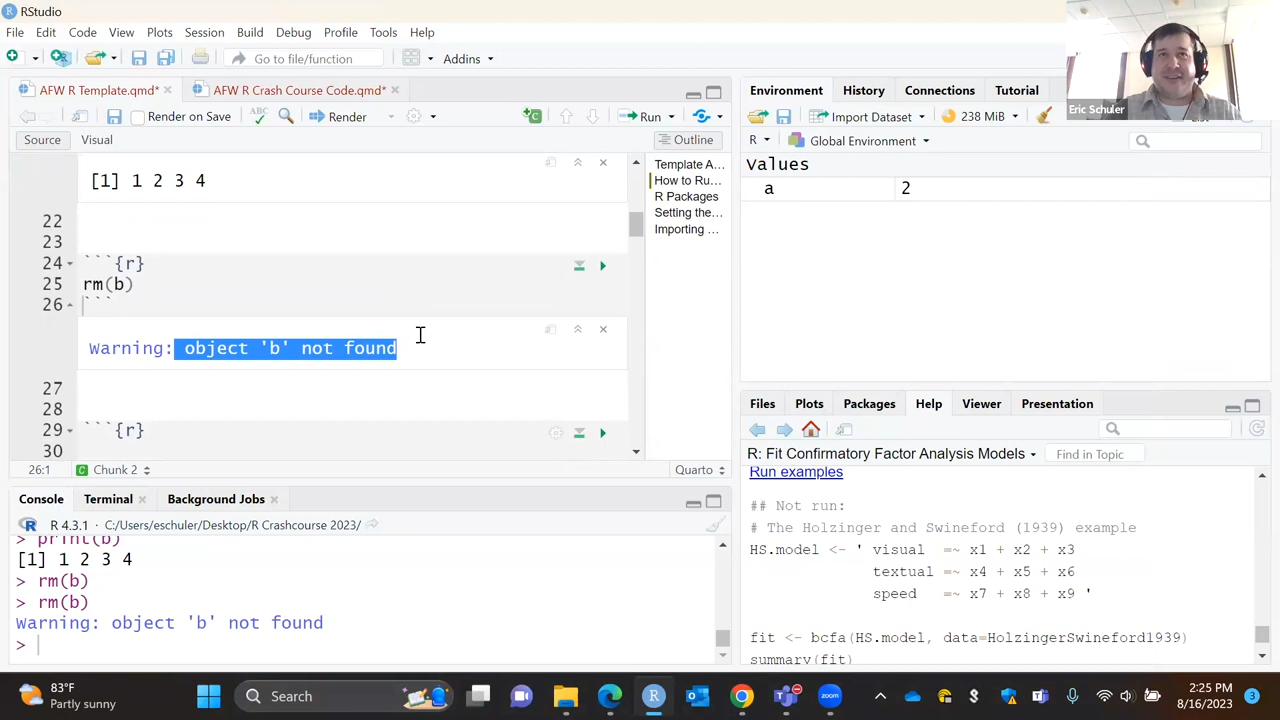 RStudio
File Edit Code View Plots Session Build Debug Profile Tools Help
Go to file/function Addins
AFW R Template.qmd* AFW R Crash Course Code.qmd*
Render on Save ABC Render Run
Source Visual Outline
[1] 1 2 3 4
22
23
24 ```{r}
25 rm(b)
26 ```
Warning: object 'b' not found
27
28
29 ```{r}
30
Template A...
How to Ru...
R Packages
Setting the...
Importing ...
26:1 Chunk 2 Quarto
Console Terminal Background Jobs
R 4.3.1 · C:/Users/eschuler/Desktop/R Crashcourse 2023/
> print(b)
[1] 1 2 3 4
> rm(b)
> rm(b)
Warning: object 'b' not found
>
Environment History Connections Tutorial
Import Dataset 238 MiB
R Global Environment
Values
a 2
Eric Schuler
Files Plots Packages Help Viewer Presentation
R: Fit Confirmatory Factor Analysis Models Find in Topic
Run examples
## Not run:
# The Holzinger and Swineford (1939) example
HS.model <- ' visual =~ x1 + x2 + x3
textual =~ x4 + x5 + x6
speed =~ x7 + x8 + x9 '
fit <- bcfa(HS.model, data=HolzingerSwineford1939)
summary(fit)
83°F
Partly sunny
Search
zoom
2:25 PM
8/16/2023
3